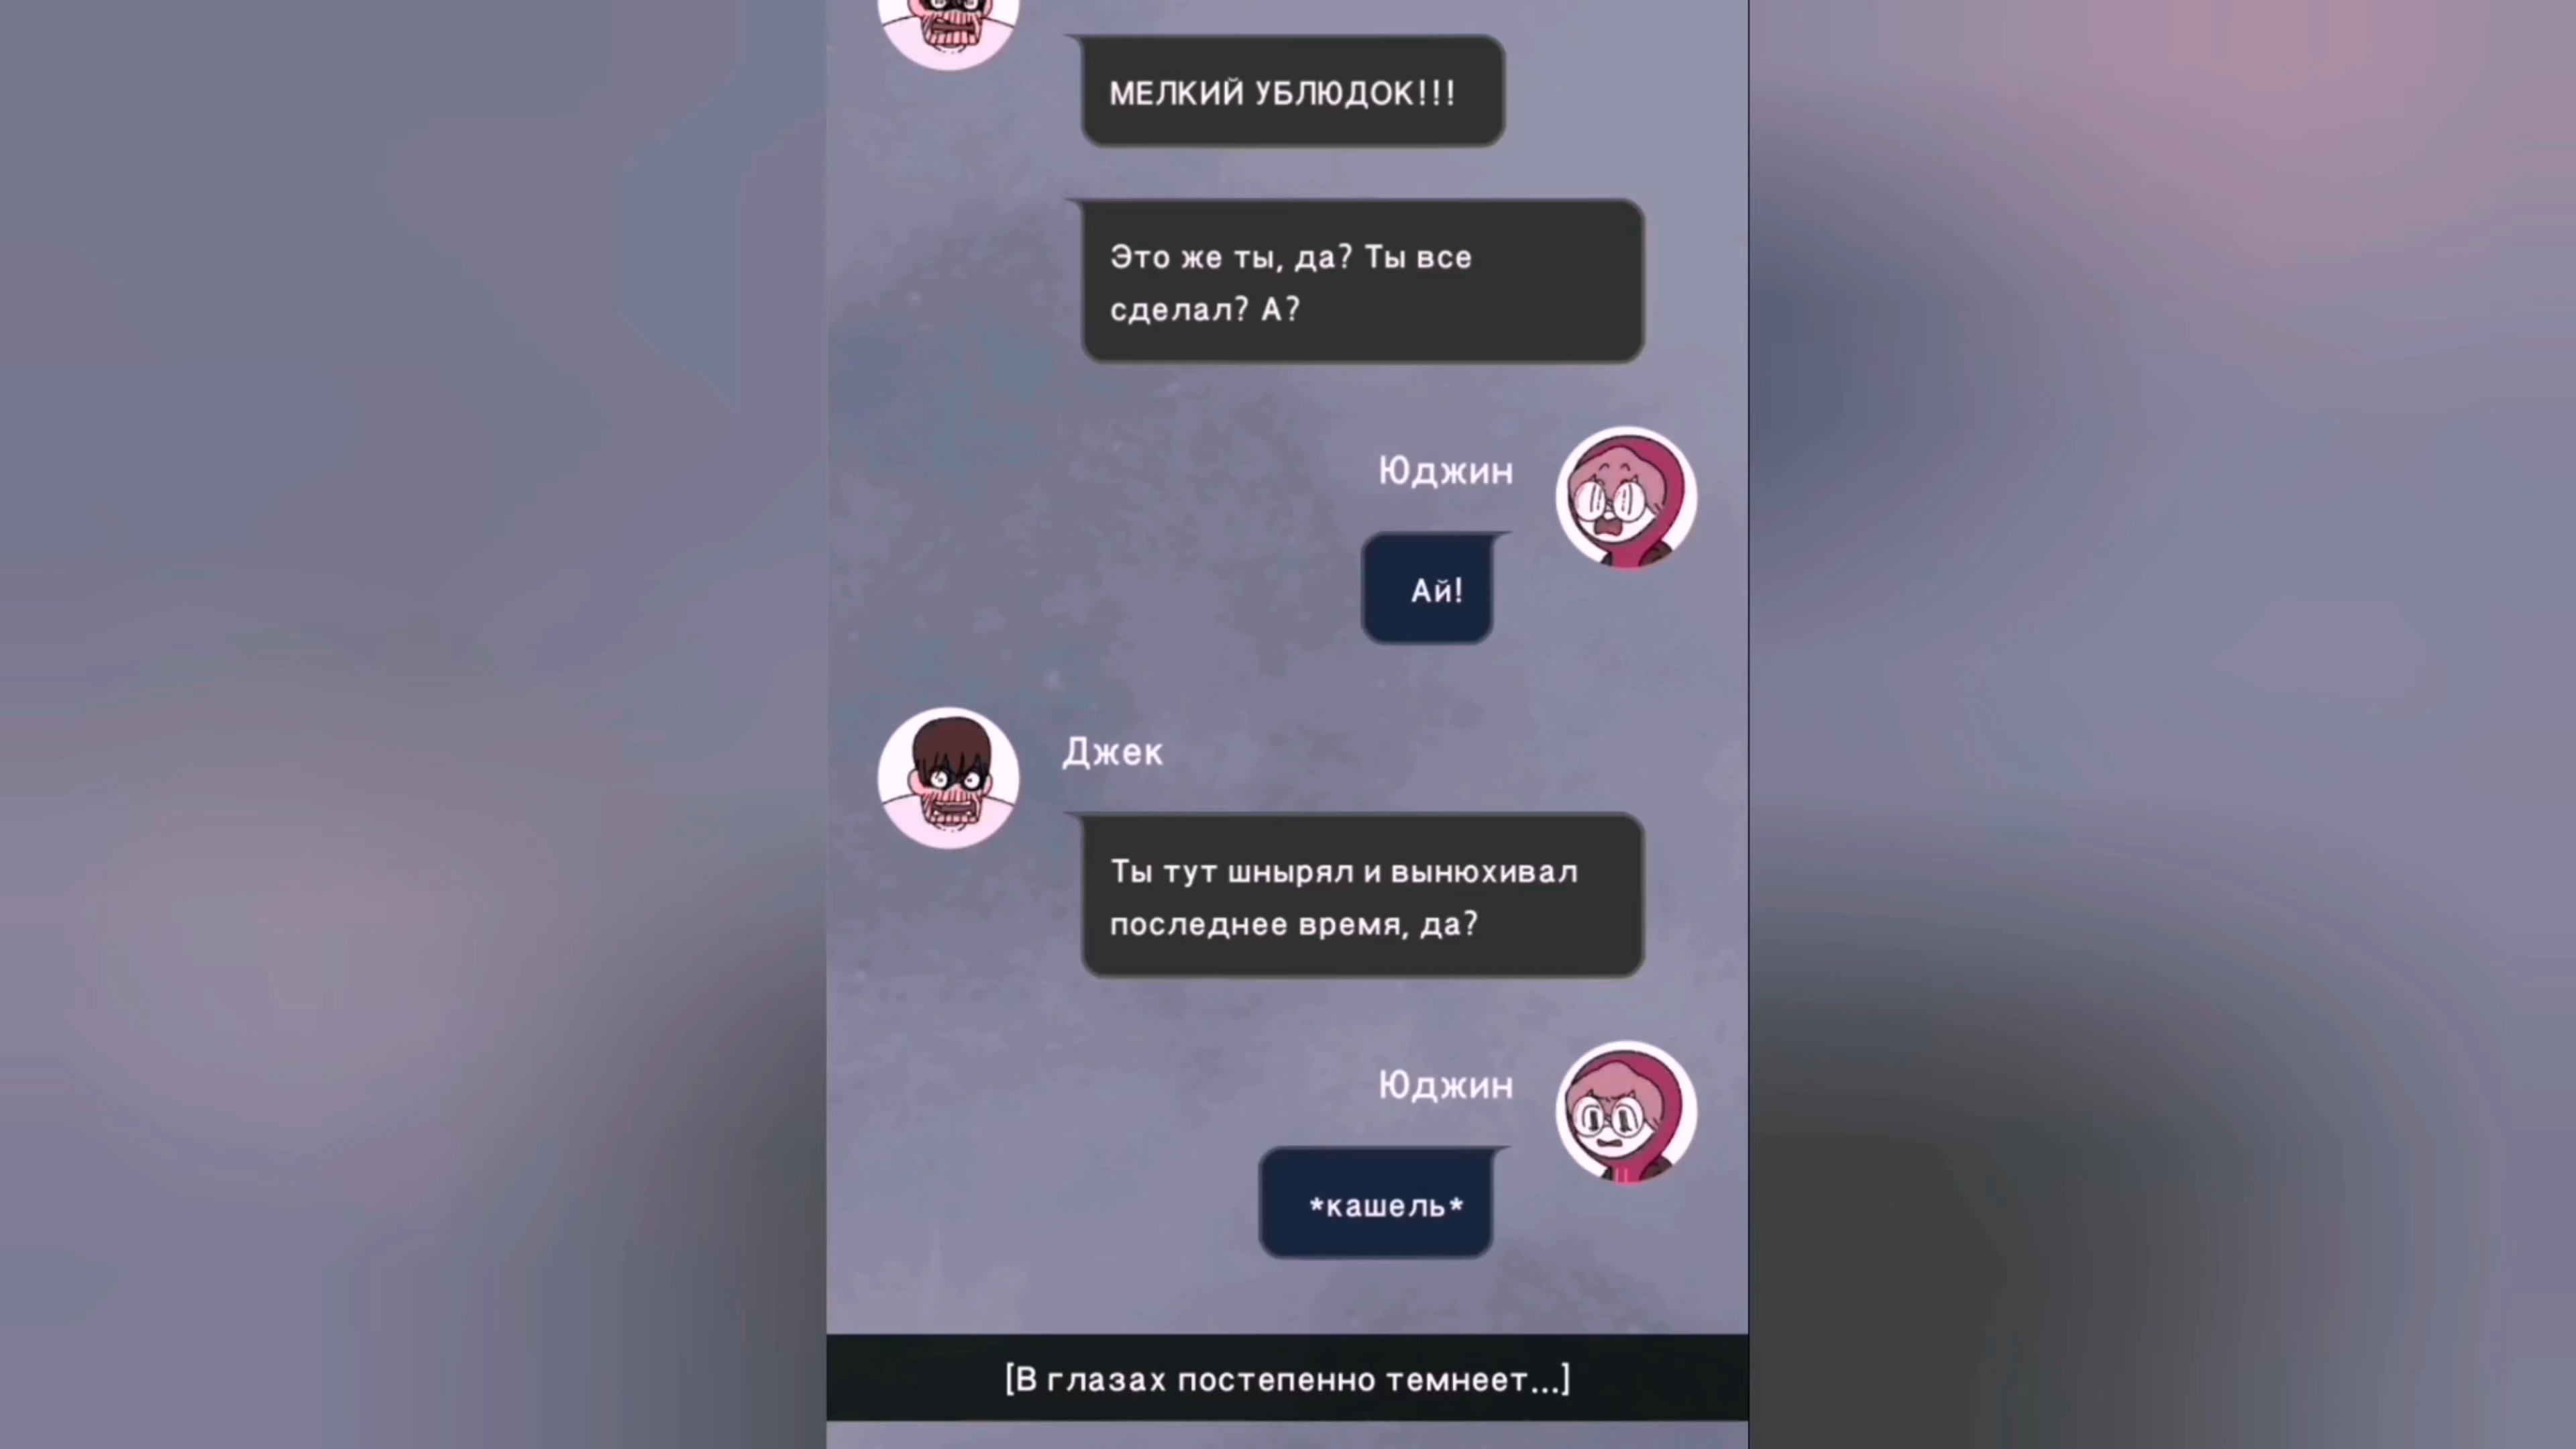 МЕЛКИЙ УБЛЮДОК!!!
Это же ты, да? Ты все
сделал? А?
Юджин
Ай!
Джек
Ты тут шнырял и вынюхивал
последнее время, да?
Юджин
*кашель*
[В глазах постепенно темнеет...]